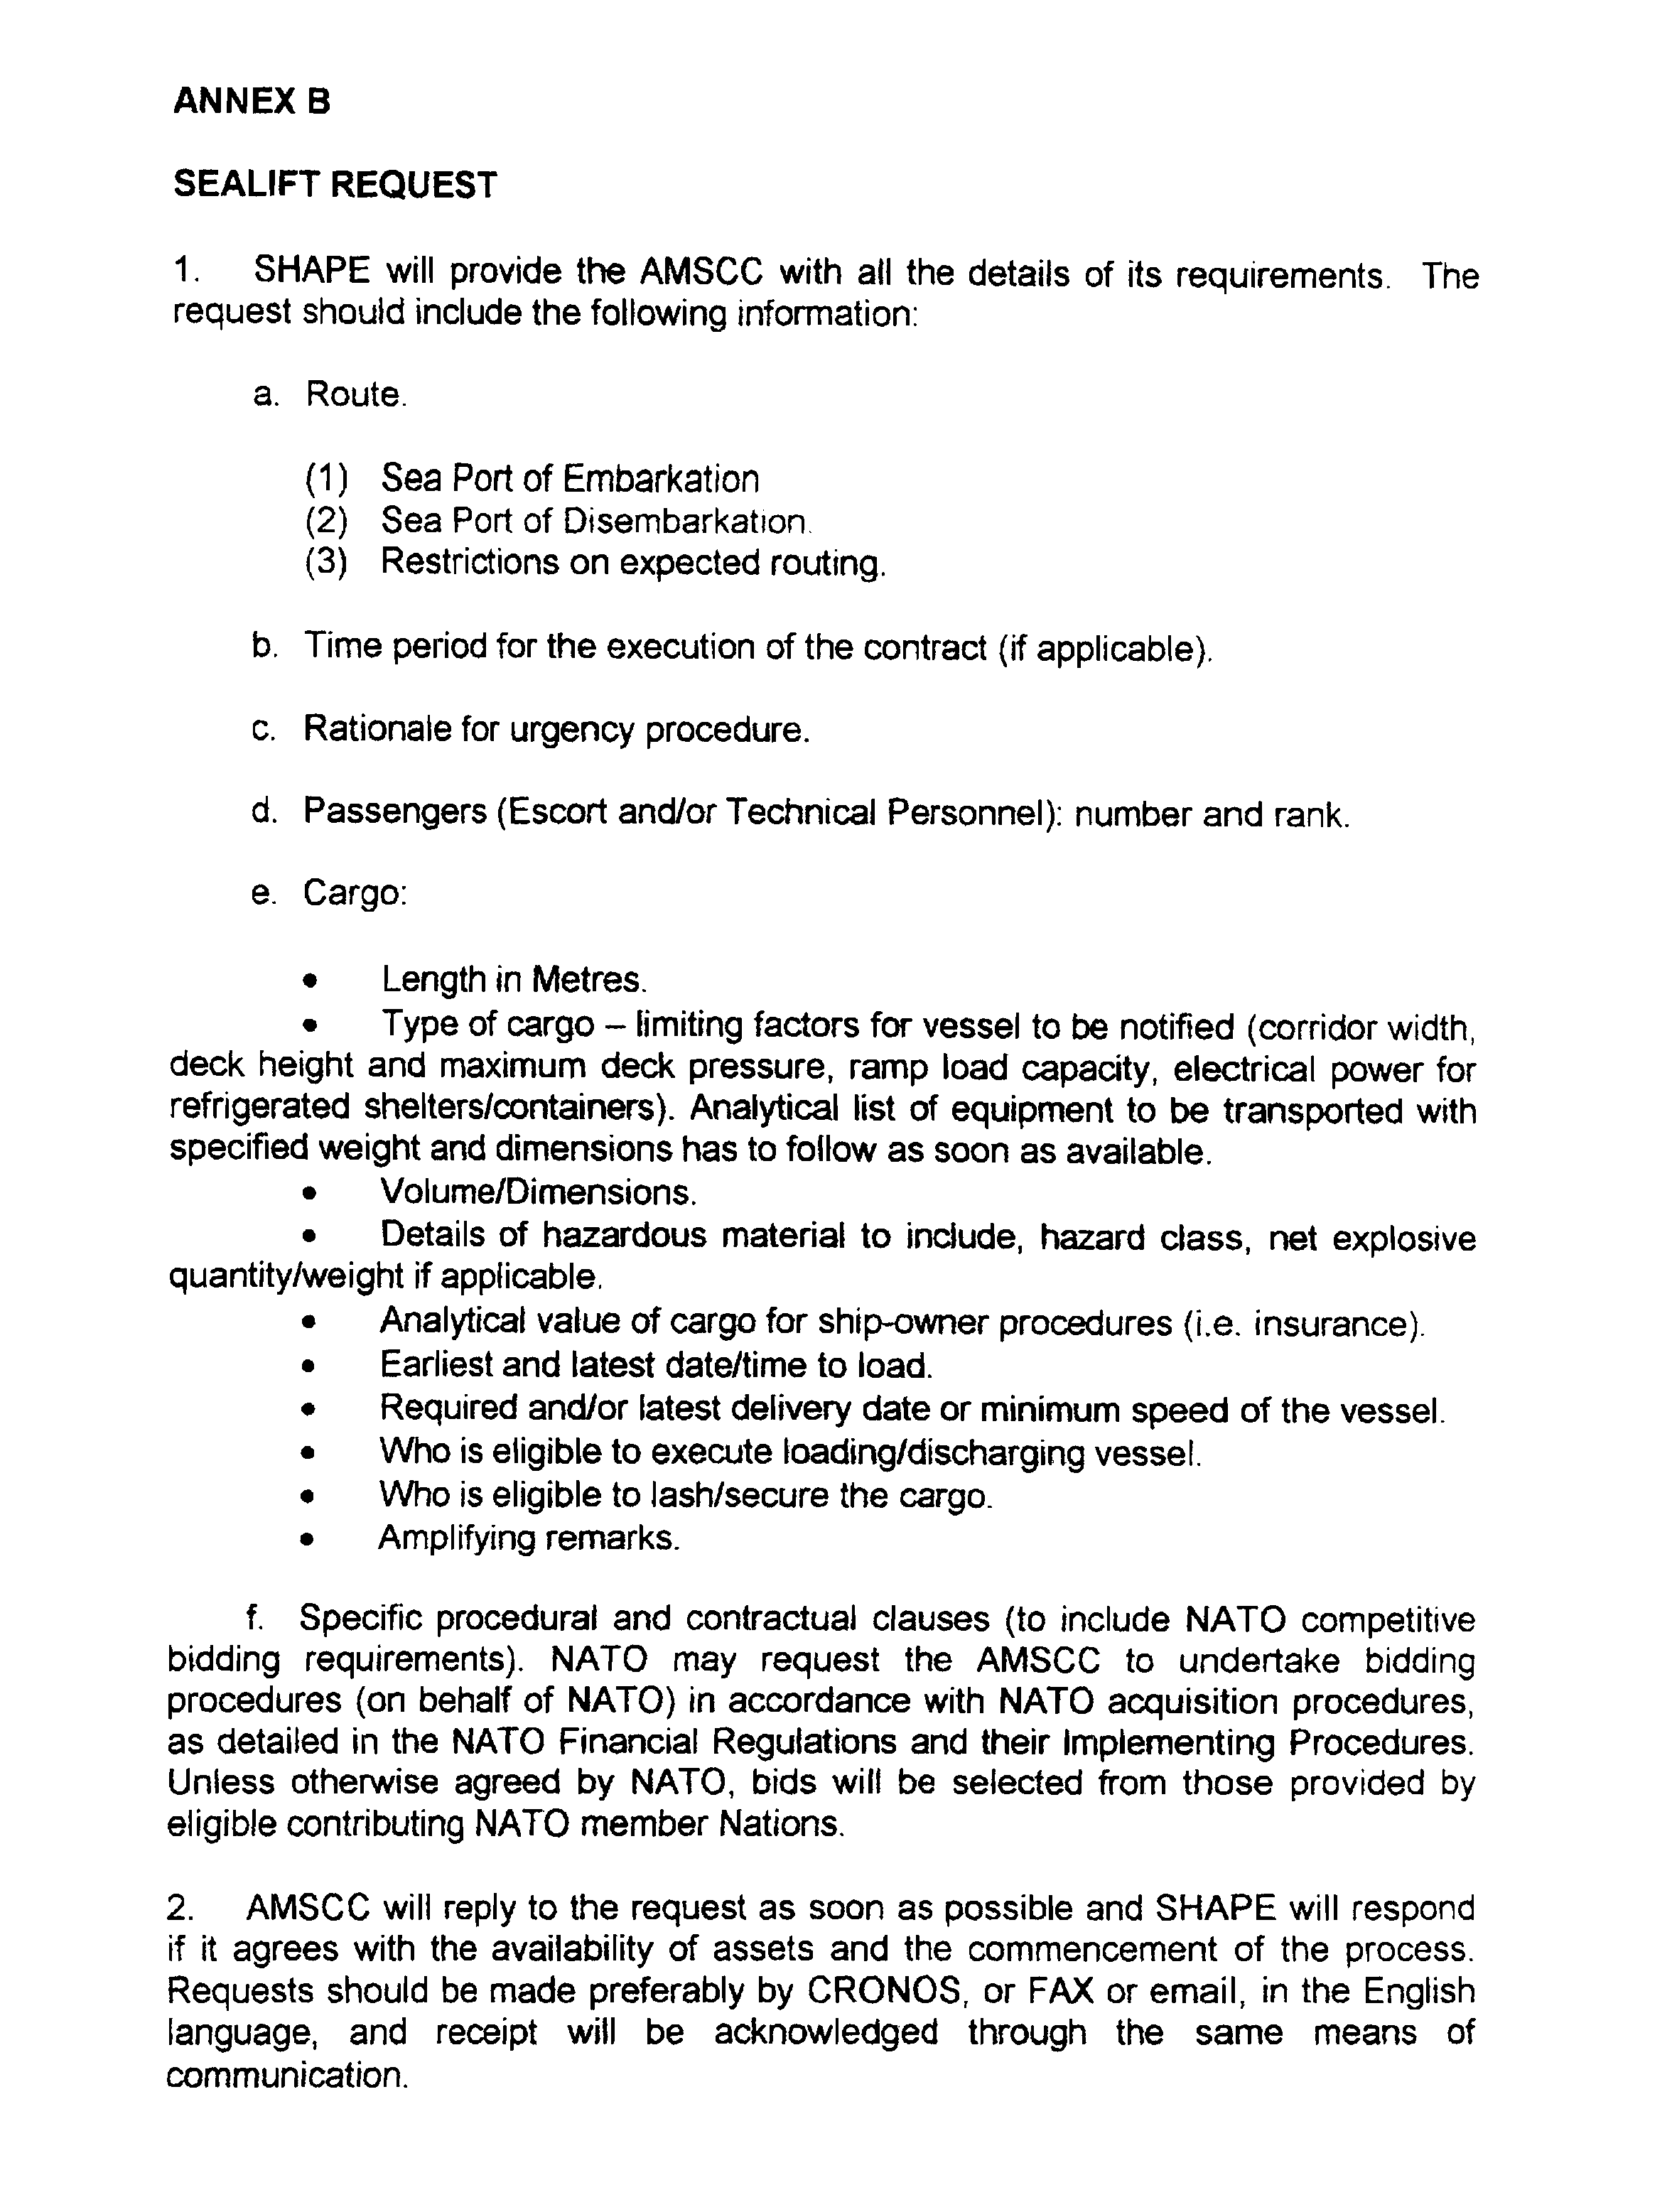 ANNEX B
SEALIFT REQUEST
1. SHAPE will provide the AMSCC with all the details of its requirements. The
request should include the following information:
a. Route.
(1) Sea Port of Embarkation
(2) Sea Port of Disembarkation.
(3) Restrictions on expected routing.
b. Time period for the execution of the contract (if applicable).
c. Rationale for urgency procedure.
d. Passengers (Escort and/or Technical Personnel): number and rank.
e. Cargo:
• Length in Metres.
• Type of cargo – limiting factors for vessel to be notified (corridor width,
deck height and maximum deck pressure, ramp load capacity, electrical power for
refrigerated shelters/containers). Analytical list of equipment to be transported with
specified weight and dimensions has to follow as soon as available.
• Volume/Dimensions.
• Details of hazardous material to include, hazard class, net explosive
quantity/weight if applicable.
• Analytical value of cargo for ship-owner procedures (i.e. insurance).
• Earliest and latest date/time to load.
• Required and/or latest delivery date or minimum speed of the vessel.
• Who is eligible to execute loading/discharging vessel.
• Who is eligible to lash/secure the cargo.
• Amplifying remarks.
f. Specific procedural and contractual clauses (to include NATO competitive
bidding requirements). NATO may request the AMSCC to undertake bidding
procedures (on behalf of NATO) in accordance with NATO acquisition procedures,
as detailed in the NATO Financial Regulations and their Implementing Procedures.
Unless otherwise agreed by NATO, bids will be selected from those provided by
eligible contributing NATO member Nations.
2. AMSCC will reply to the request as soon as possible and SHAPE will respond
if it agrees with the availability of assets and the commencement of the process.
Requests should be made preferably by CRONOS, or FAX or email, in the English
language, and receipt will be acknowledged through the same means of
communication.